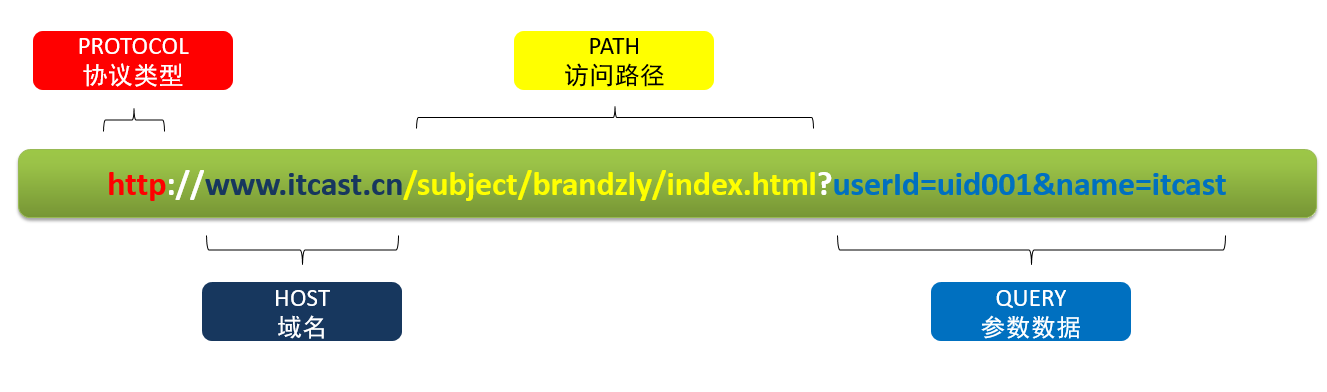 PROTOCOL
协议类型
PATH
访问路径
http://www.itcast.cn/subject/brandzly/index.html?userId=uid001&name=itcast
HOST
域名
QUERY
参数数据